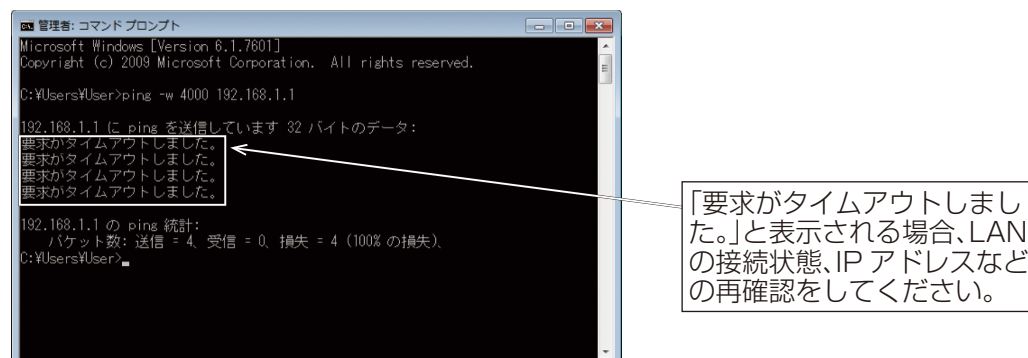 管理者: コマンド プロンプト
Microsoft Windows [Version 6.1.7601]
Copyright (c) 2009 Microsoft Corporation.  All rights reserved.
C:¥Users¥User>ping -w 4000 192.168.1.1
192.168.1.1 に ping を送信しています 32 バイトのデータ:
要求がタイムアウトしました。
要求がタイムアウトしました。
要求がタイムアウトしました。
要求がタイムアウトしました。
192.168.1.1 の ping 統計:
パケット数: 送信 = 4、受信 = 0、損失 = 4 (100% の損失)、
C:¥Users¥User>
「要求がタイムアウトしまし
た。」と表示される場合、LAN
の接続状態、IP アドレスなど
の再確認をしてください。